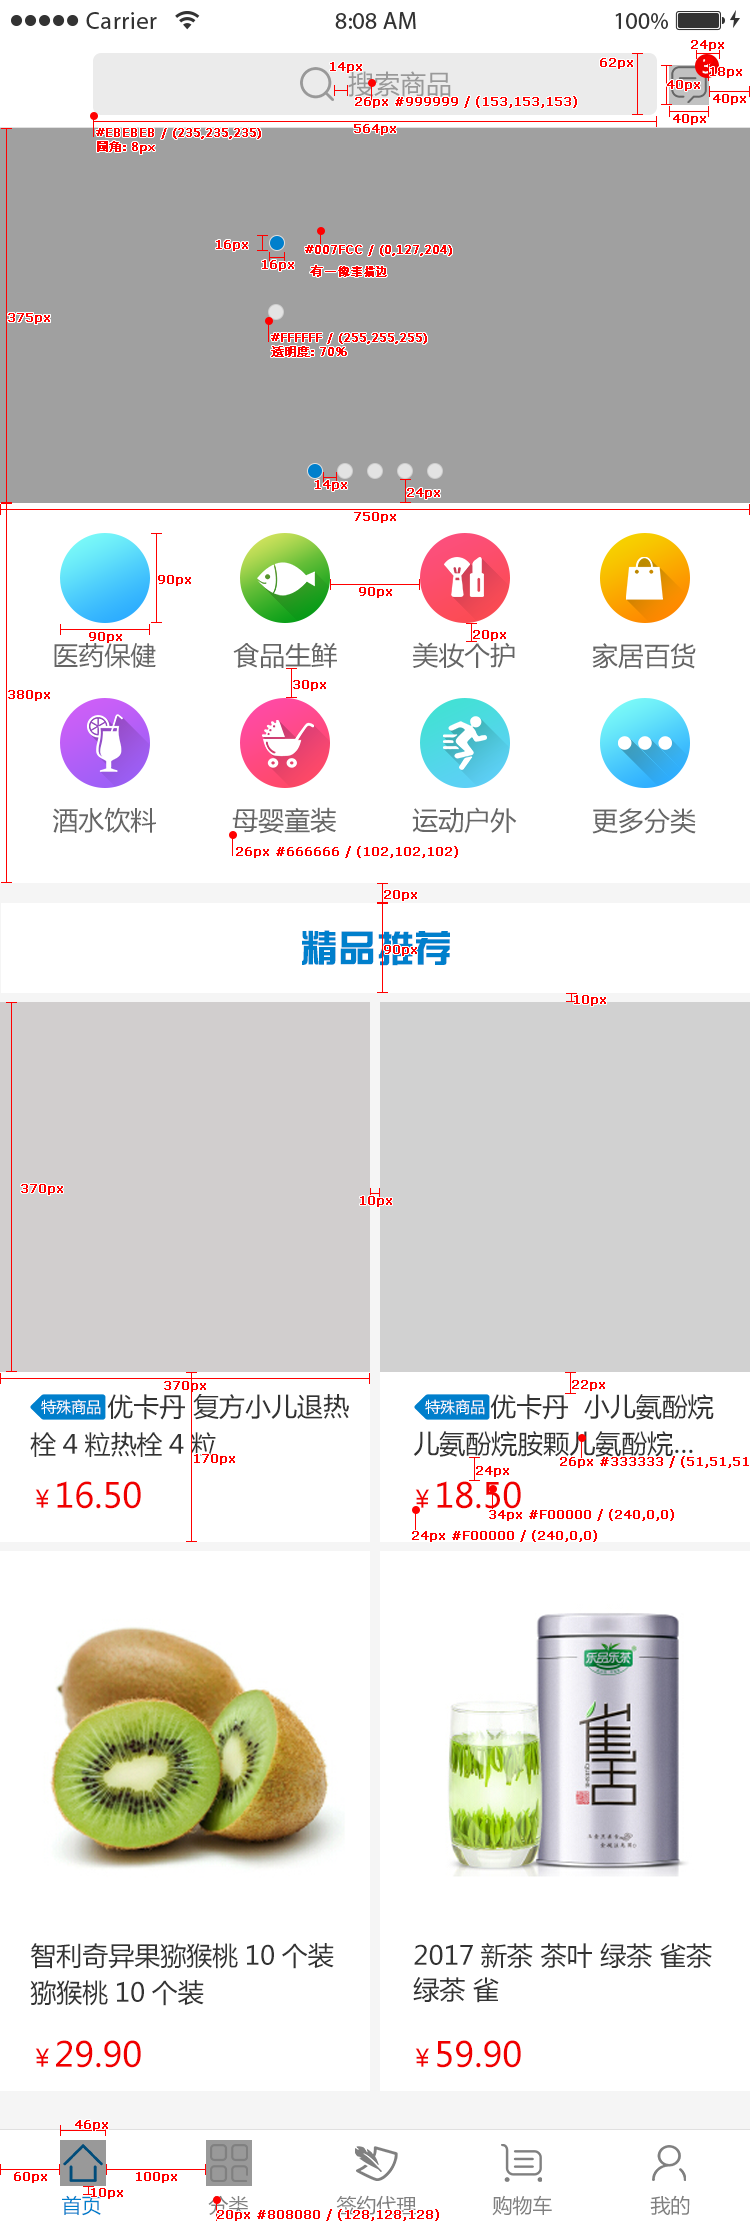 Carrier 8:08 AM 100%
24px
14px
62px
搜索商品
18px
40px
40px
26px #999999 / (153,153,153)
40px
564px
#EBEBEB / (235,235,235)
圆角: 8px
16px
#007FCC / (0,127,204)
16px
有一像素描边
375px
#FFFFFF / (255,255,255)
透明度: 70%
14px
24px
750px
90px
90px
90px
20px
医药保健 食品生鲜 美妆个护 家居百货
30px
380px
酒水饮料 母婴童装 运动户外 更多分类
26px #666666 / (102,102,102)
20px
精品推荐
90px
10px
370px
10px
370px
22px
特殊商品 优卡丹 复方小儿退热
栓 4 粒热栓 4 粒
170px
¥ 16.50
特殊商品 优卡丹 小儿氨酚烷
儿氨酚烷胺颗儿氨酚烷...
26px #333333 / (51,51,51
24px
¥ 18.50
34px #F00000 / (240,0,0)
24px #F00000 / (240,0,0)
乐品乐茶
雀舌
智利奇异果猕猴桃 10 个装
猕猴桃 10 个装
¥ 29.90
2017 新茶 茶叶 绿茶 雀茶
绿茶 雀
¥ 59.90
46px
60px
100px
10px
首页 分类 签约代理 购物车 我的
20px #808080 / (128,128,128)